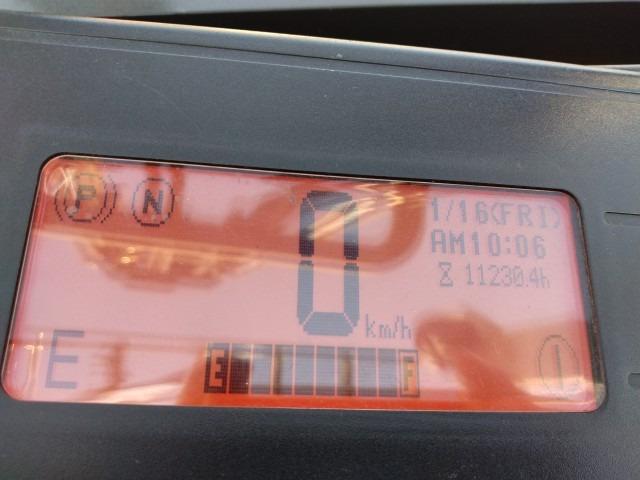 P N
0 km/h
1/16(FRI)
AM10:06
11230.4h
E
E F
L